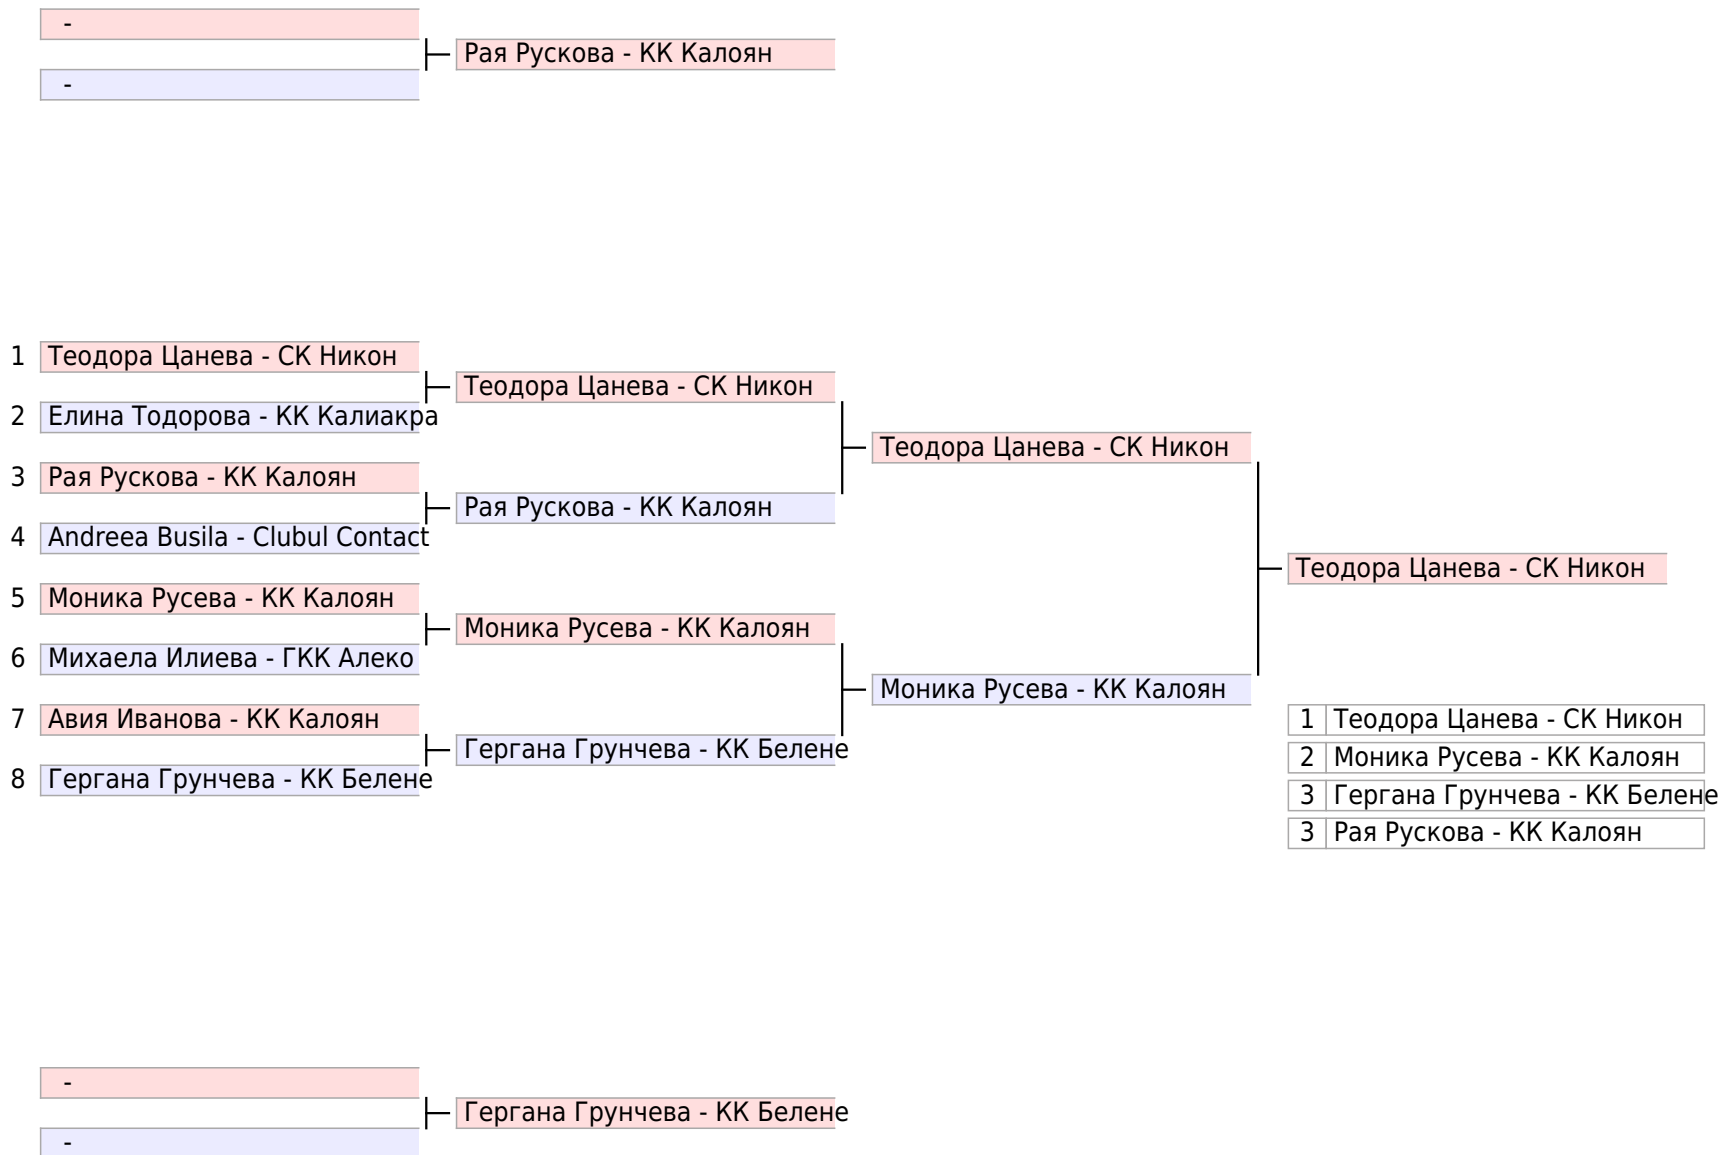 -
Рая Рускова - КК Калоян
-
1 Теодора Цанева - СК Никон
Теодора Цанева - СК Никон
2 Елина Тодорова - КК Калиакра
Теодора Цанева - СК Никон
3 Рая Рускова - КК Калоян
Рая Рускова - КК Калоян
4 Andreea Busila - Clubul Contact
Теодора Цанева - СК Никон
5 Моника Русева - КК Калоян
Моника Русева - КК Калоян
6 Михаела Илиева - ГКК Алеко
Моника Русева - КК Калоян
7 Авия Иванова - КК Калоян
Гергана Грунчева - КК Белене
8 Гергана Грунчева - КК Белене
1 Теодора Цанева - СК Никон
2 Моника Русева - КК Калоян
3 Гергана Грунчева - КК Белене
3 Рая Рускова - КК Калоян
-
Гергана Грунчева - КК Белене
-